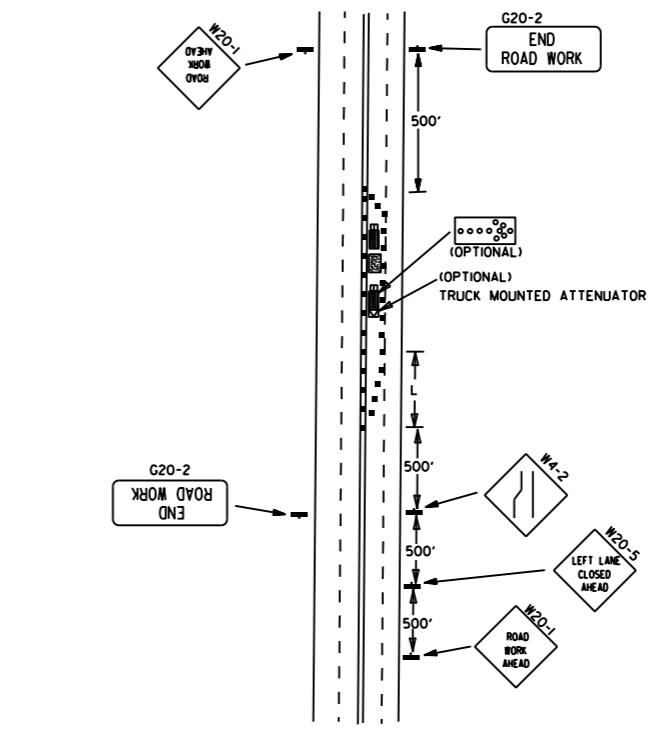 G20-2
END
ROAD WORK
W20-1
ROAD
WORK
AHEAD
500'
(OPTIONAL)
(OPTIONAL)
TRUCK MOUNTED ATTENUATOR
L
500'
W4-2
G20-2
END
ROAD WORK
500'
W20-5
LEFT LANE
CLOSED
AHEAD
500'
W20-1
ROAD
WORK
AHEAD